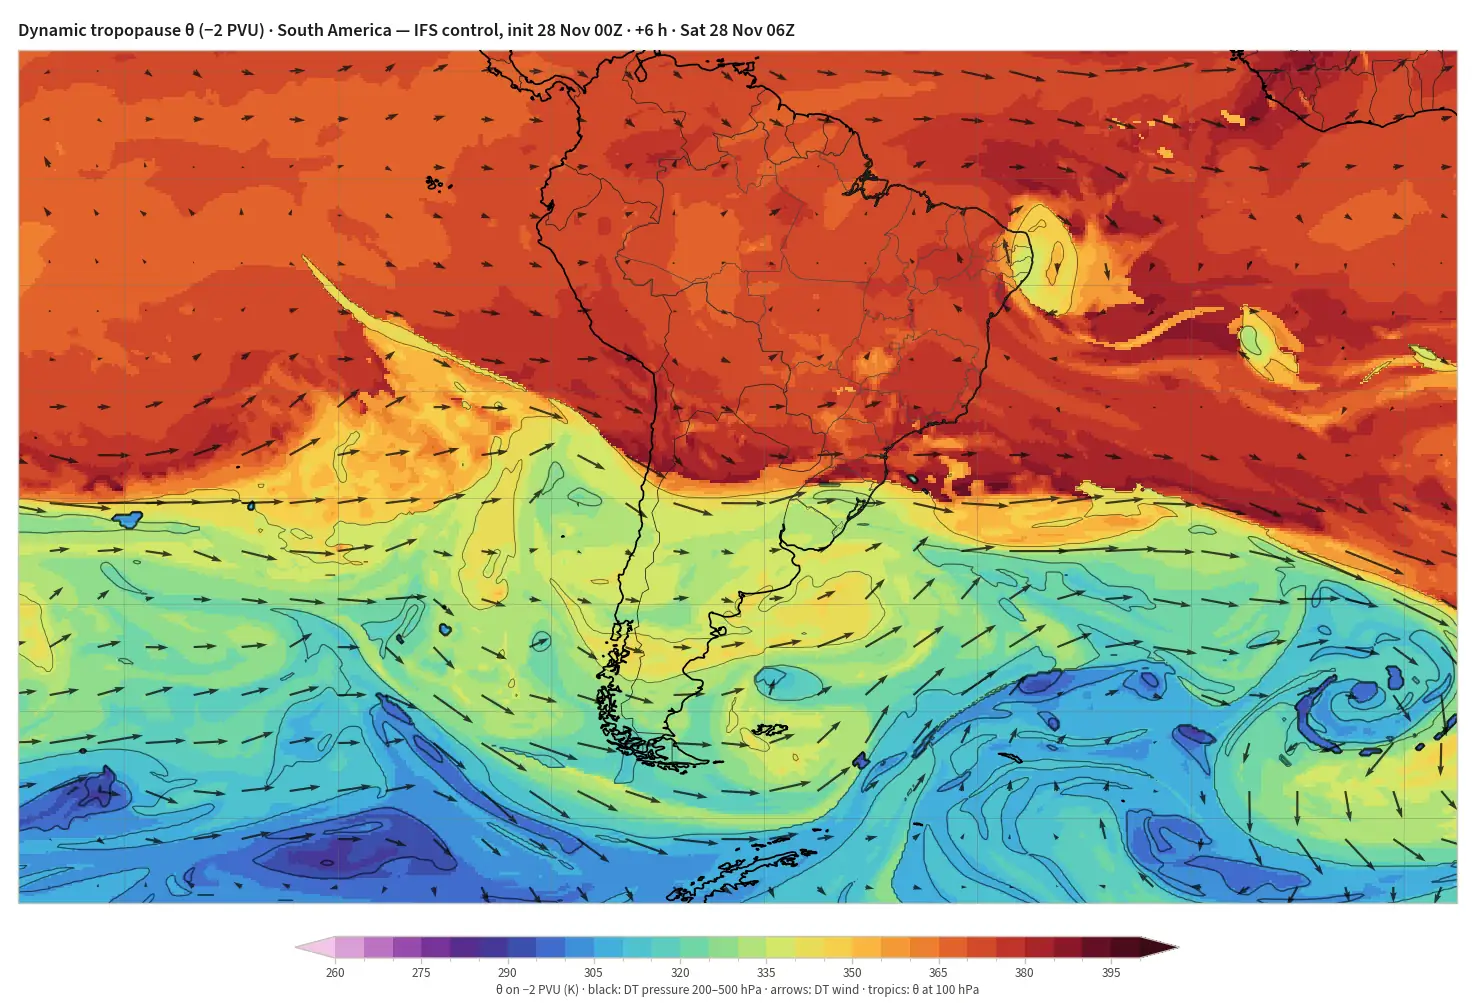 Dynamic tropopause θ (−2 PVU) · South America — IFS control, init 28 Nov 00Z · +6 h · Sat 28 Nov 06Z
260 275 290 305 320 335 350 365 380 395
θ on −2 PVU (K) · black: DT pressure 200–500 hPa · arrows: DT wind · tropics: θ at 100 hPa